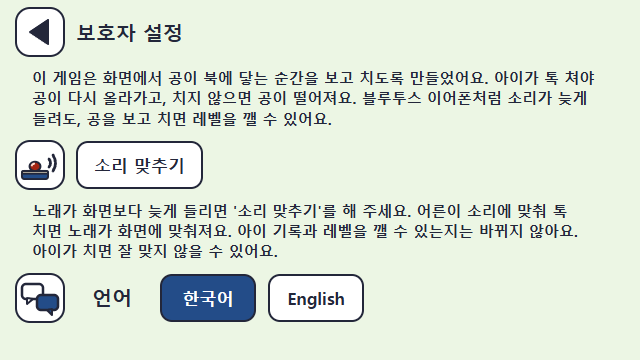 보호자 설정
이 게임은 화면에서 공이 북에 닿는 순간을 보고 치도록 만들었어요. 아이가 톡 쳐야
공이 다시 올라가고, 치지 않으면 공이 떨어져요. 블루투스 이어폰처럼 소리가 늦게
들려도, 공을 보고 치면 레벨을 깰 수 있어요.
소리 맞추기
노래가 화면보다 늦게 들리면 '소리 맞추기'를 해 주세요. 어른이 소리에 맞춰 톡
치면 노래가 화면에 맞춰져요. 아이 기록과 레벨을 깰 수 있는지는 바뀌지 않아요.
아이가 치면 잘 맞지 않을 수 있어요.
언어
한국어
English